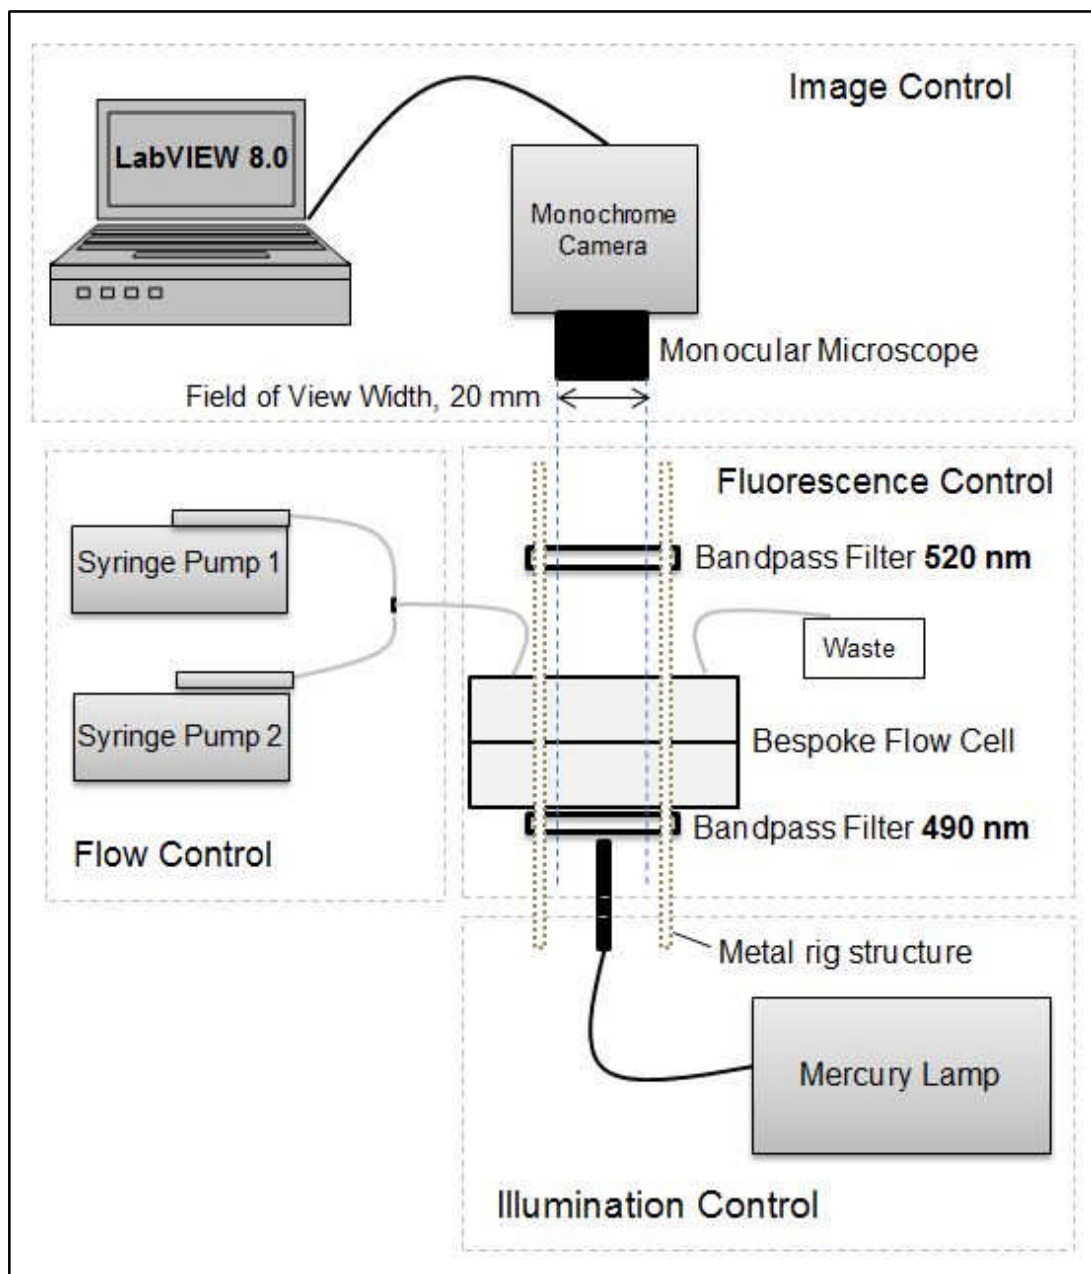 Image Control
LabVIEW 8.0
Monochrome
Camera
Monocular Microscope
Field of View Width, 20 mm
Fluorescence Control
Syringe Pump 1
Bandpass Filter 520 nm
Waste
Syringe Pump 2
Bespoke Flow Cell
Bandpass Filter 490 nm
Flow Control
Metal rig structure
Mercury Lamp
Illumination Control